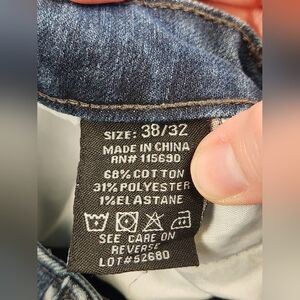 SIZE: 38/32
MADE IN CHINA
RN# 115690
68% COTTON
31% POLYESTER
1% ELASTANE
SEE CARE ON
REVERSE
LOT#52680